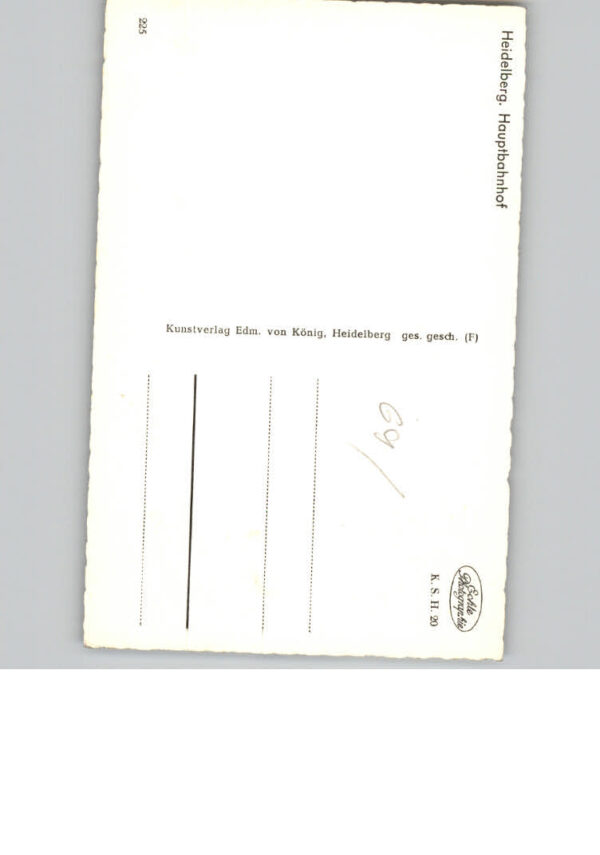 Heidelberg. Hauptbahnhof
225
Kunstverlag Edm. von König, Heidelberg ges. gesch. (F)
69/
Echte
Photographie
K. S. H. 20